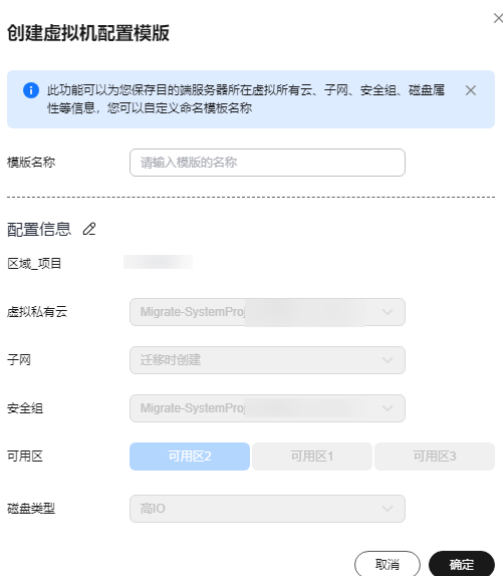 创建虚拟机配置模版
此功能可以为您保存目的端服务器所在虚拟所有云、子网、安全组、磁盘属
性等信息，您可以自定义命名模板名称
模版名称
请输入模版的名称
配置信息
区域_项目
虚拟私有云
Migrate-SystemProj
子网
迁移时创建
安全组
Migrate-SystemProj
可用区
可用区2 可用区1 可用区3
磁盘类型
高IO
取消 确定